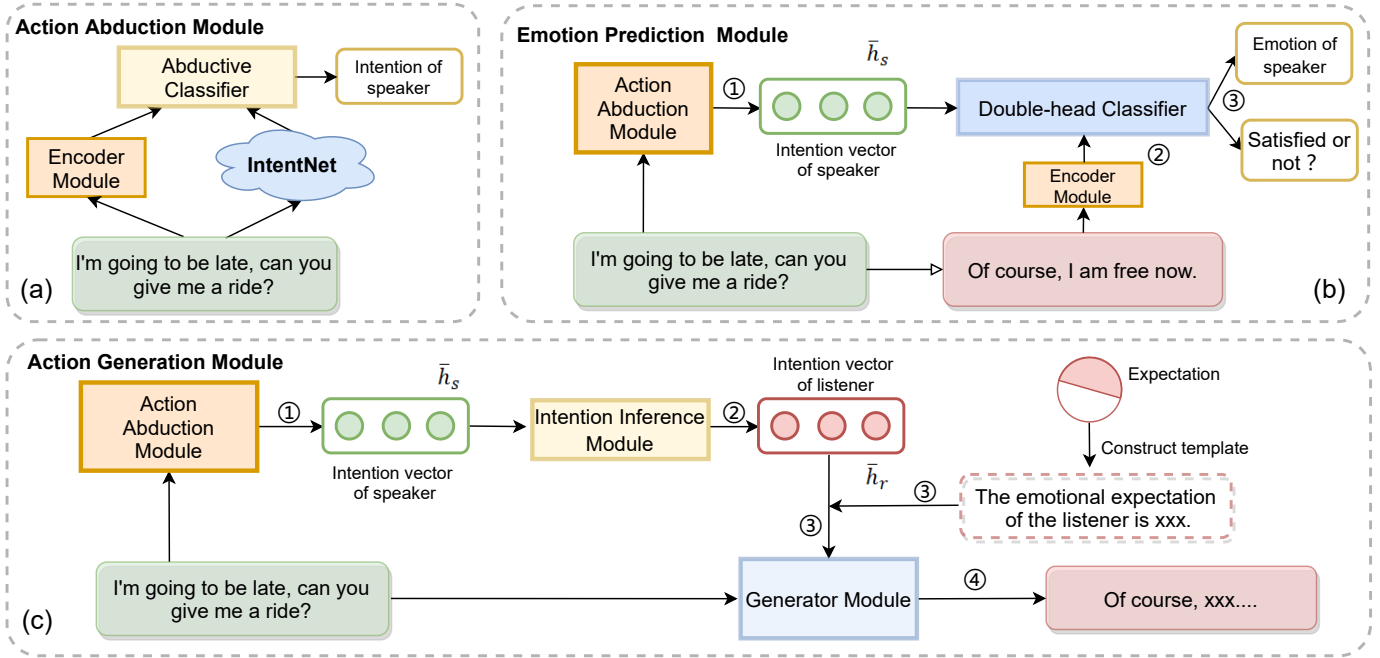 Action Abduction Module
Abductive
Classifier
Intention of
speaker
Encoder
Module
IntentNet
I'm going to be late, can you
give me a ride?
(a)
Emotion Prediction Module
Action
Abduction
Module
①
h̄ₛ
Intention vector
of speaker
Double-head Classifier
Emotion of
speaker
③
Satisfied or
not ?
②
Encoder
Module
I'm going to be late, can you
give me a ride?
Of course, I am free now.
(b)
Action Generation Module
Action
Abduction
Module
①
h̄ₛ
Intention vector
of speaker
Intention Inference
Module
②
Intention vector
of listener
h̄ᵣ
Expectation
Construct template
The emotional expectation
of the listener is xxx.
③
③
I'm going to be late, can you
give me a ride?
Generator Module
④
Of course, xxx....
(c)